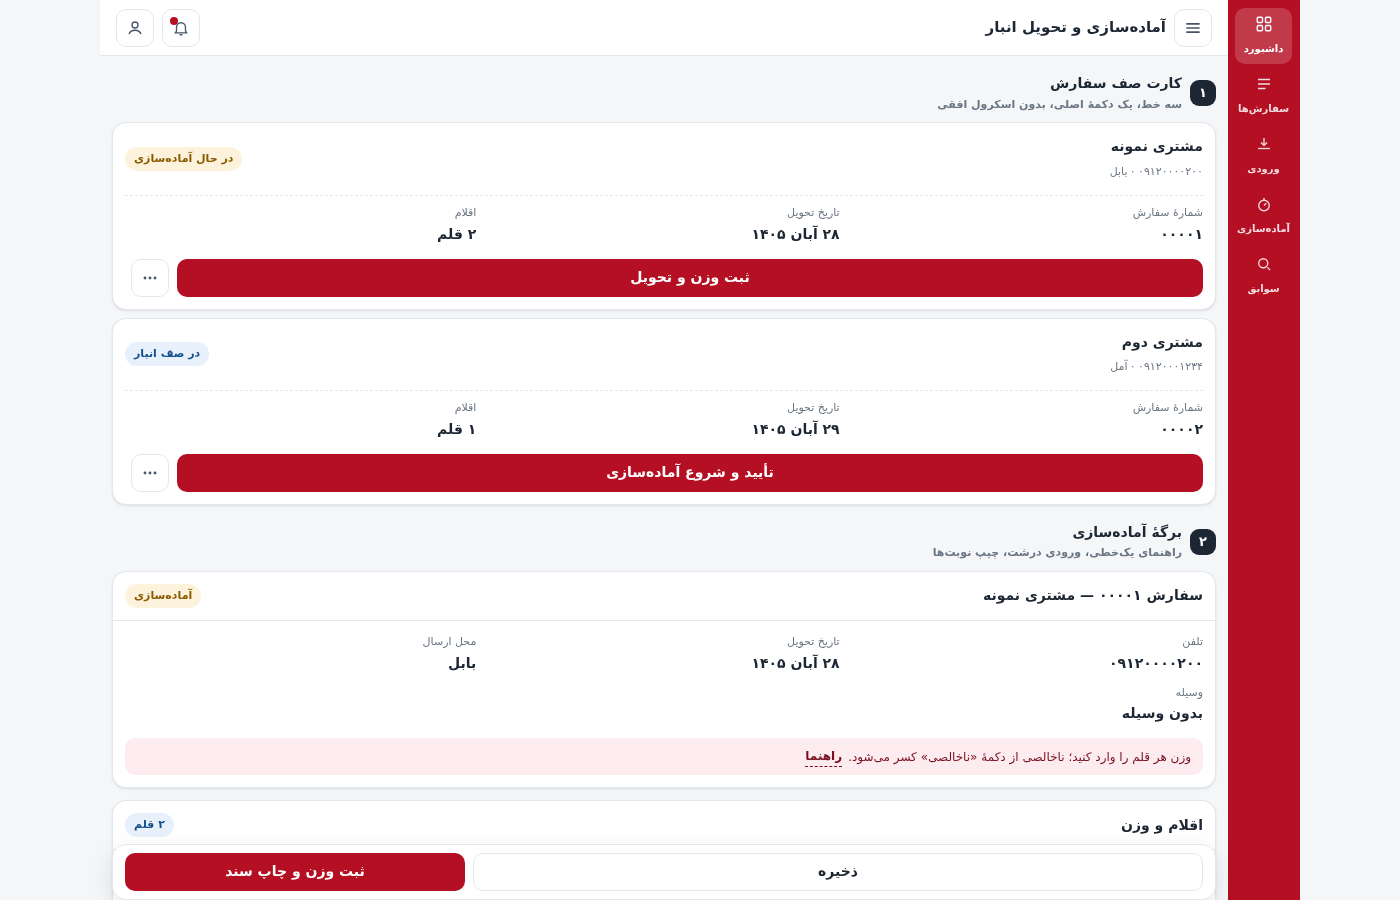 آماده‌سازی و تحویل انبار
داشبورد
سفارش‌ها
ورودی
آماده‌سازی
سوابق
۱
کارت صف سفارش
سه خط، یک دکمهٔ اصلی، بدون اسکرول افقی
مشتری نمونه
در حال آماده‌سازی
۰۹۱۲۰۰۰۰۲۰۰ · بابل
شمارهٔ سفارش
تاریخ تحویل
اقلام
۰۰۰۰۱
۲۸ آبان ۱۴۰۵
۲ قلم
ثبت وزن و تحویل
مشتری دوم
در صف انبار
۰۹۱۲۰۰۰۱۲۳۴ · آمل
شمارهٔ سفارش
تاریخ تحویل
اقلام
۰۰۰۰۲
۲۹ آبان ۱۴۰۵
۱ قلم
تأیید و شروع آماده‌سازی
۲
برگهٔ آماده‌سازی
راهنمای یک‌خطی، ورودی درشت، چیپ نوبت‌ها
سفارش ۰۰۰۰۱ — مشتری نمونه
آماده‌سازی
تلفن
تاریخ تحویل
محل ارسال
۰۹۱۲۰۰۰۰۲۰۰
۲۸ آبان ۱۴۰۵
بابل
وسیله
بدون وسیله
وزن هر قلم را وارد کنید؛ ناخالصی از دکمهٔ «ناخالصی» کسر می‌شود. راهنما
اقلام و وزن
۲ قلم
ذخیره
ثبت وزن و چاپ سند